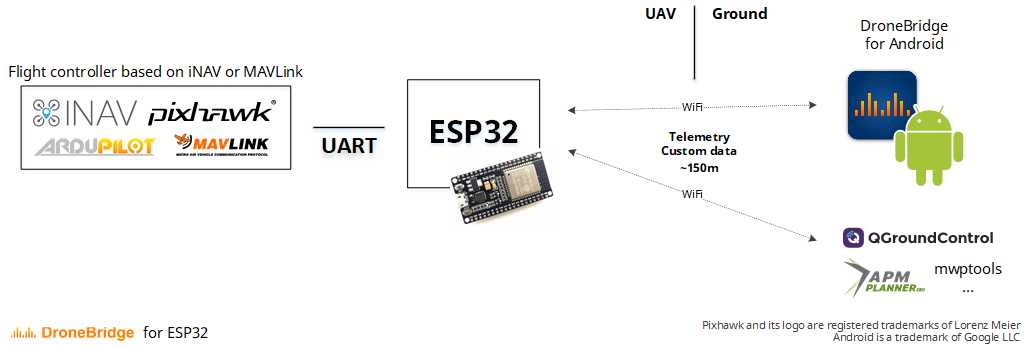 UAV
Ground
DroneBridge
for Android
Flight controller based on iNAV or MAVLink
INAV
pixhawk®
ARDUPILOT
MAVLINK
MICRO AIR VEHICLE COMMUNICATION PROTOCOL
UART
ESP32
WiFi
Telemetry
Custom data
~150m
WiFi
QGroundControl
APM
PLANNER
mwptools
...
DroneBridge for ESP32
Pixhawk and its logo are registered trademarks of Lorenz Meier
Android is a trademark of Google LLC